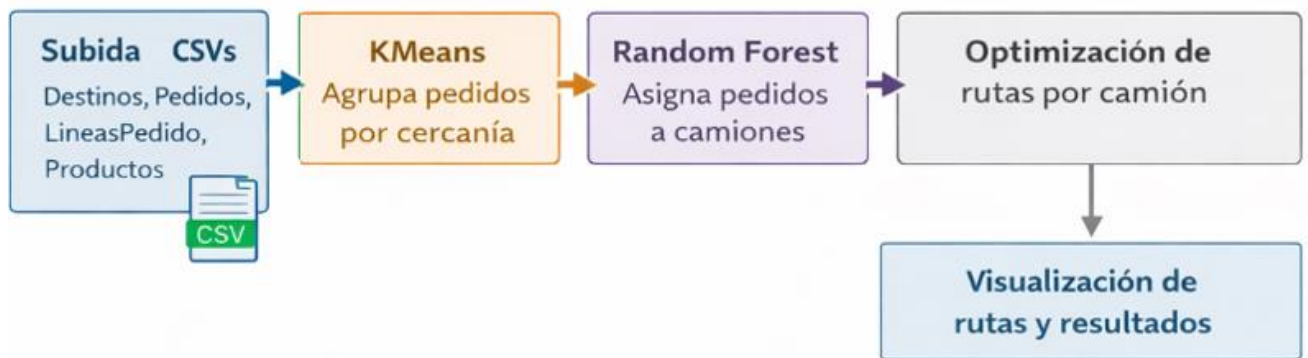 Subida CSVs
Destinos, Pedidos,
LineasPedido,
Productos
CSV
KMeans
Agrupa pedidos
por cercanía
Random Forest
Asigna pedidos
a camiones
Optimización de
rutas por camión
Visualización de
rutas y resultados